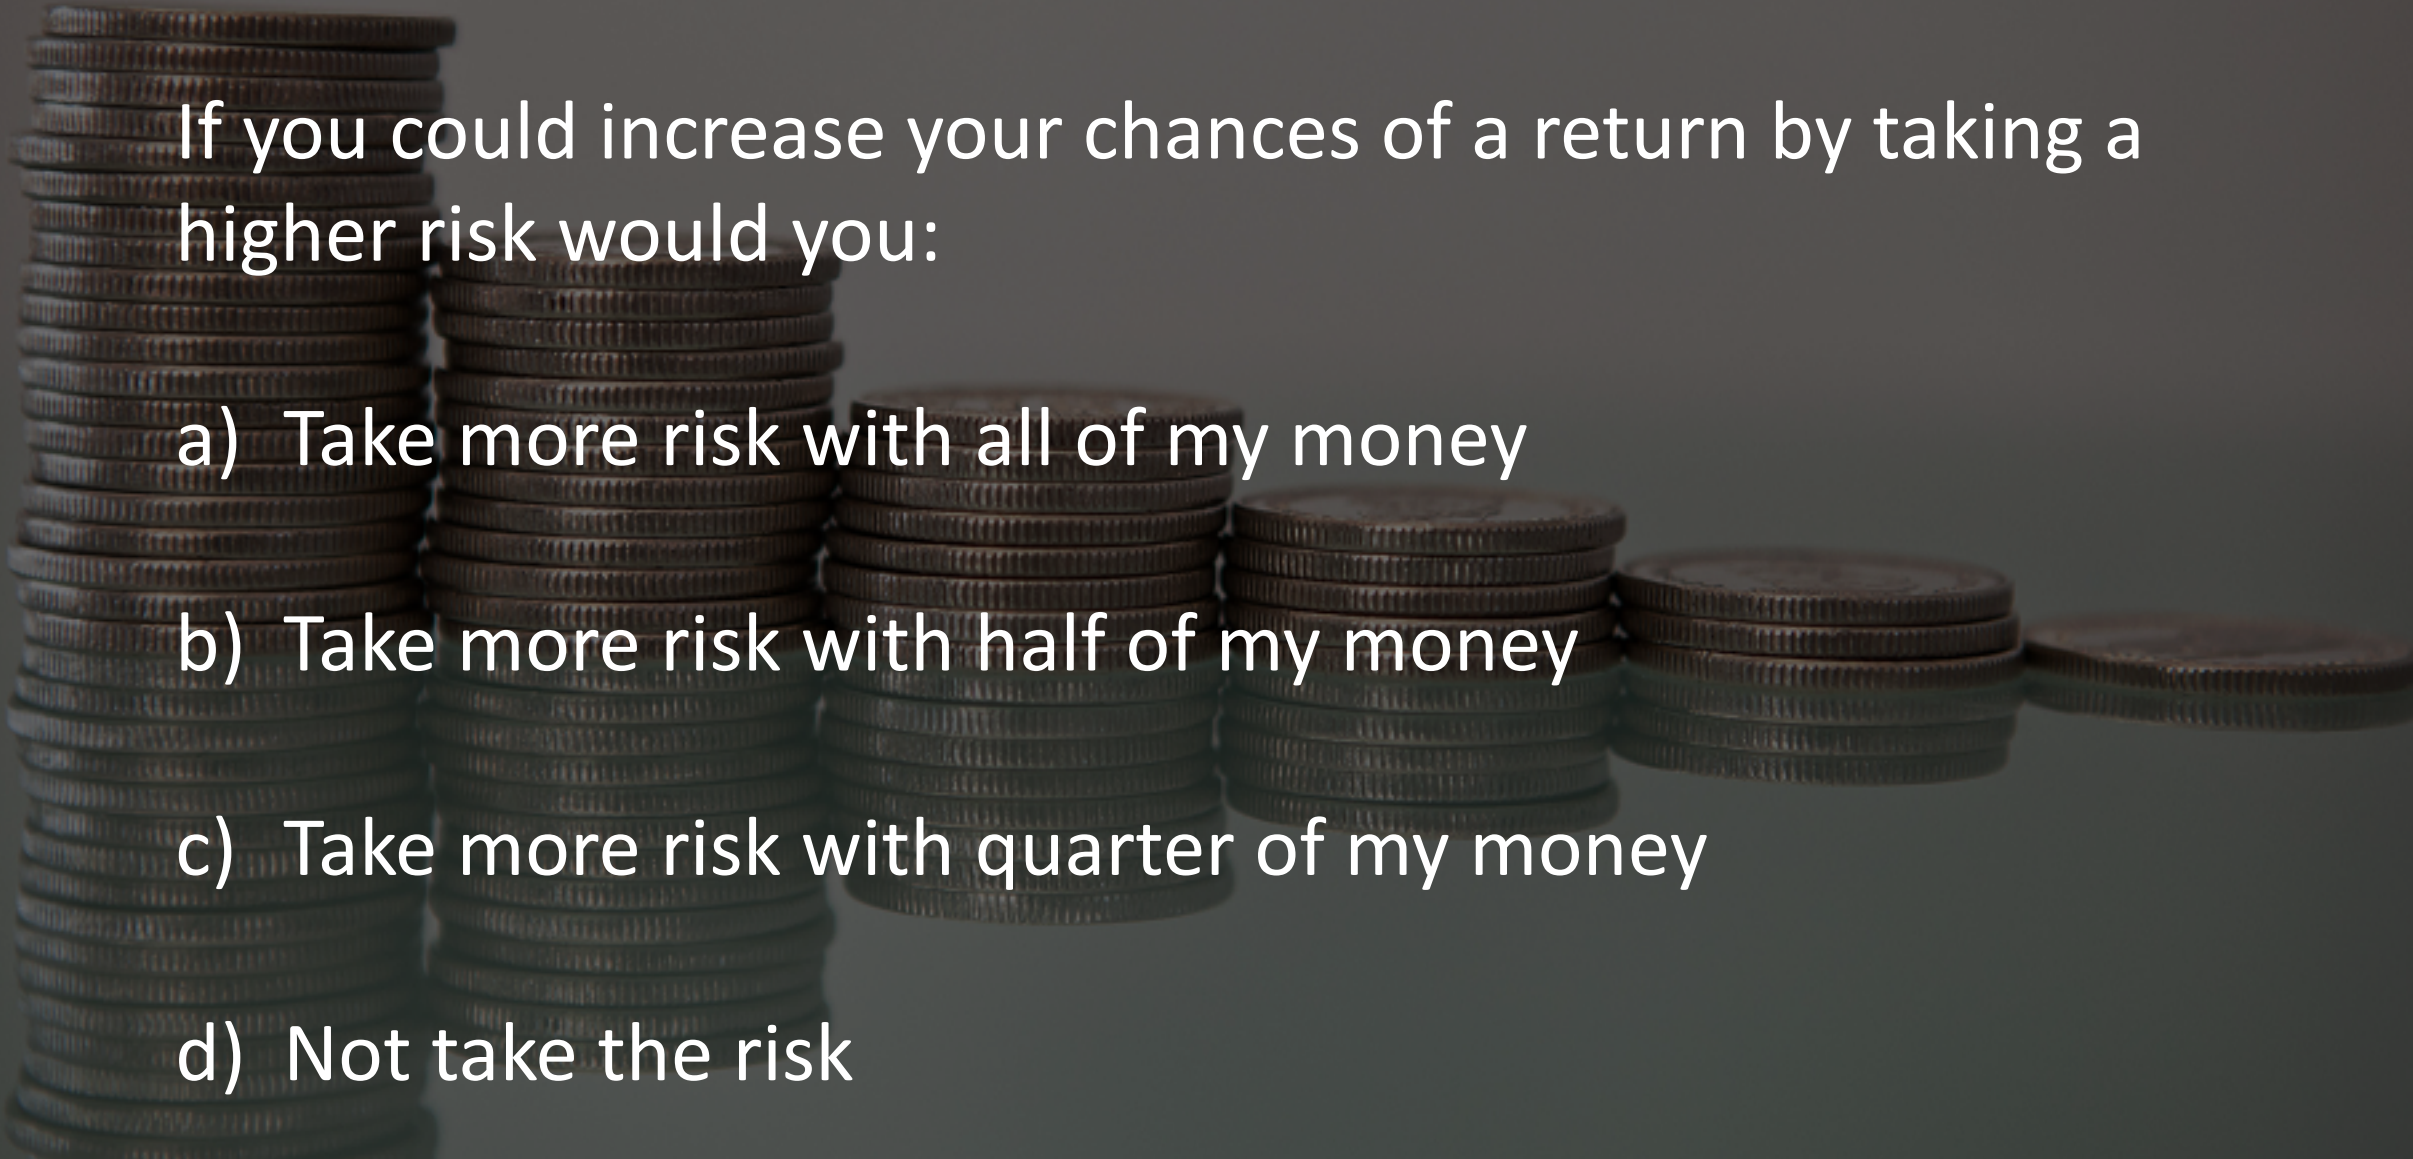 If you could increase your chances of a return by taking a
higher risk would you:
a) Take more risk with all of my money
b) Take more risk with half of my money
c) Take more risk with quarter of my money
d) Not take the risk